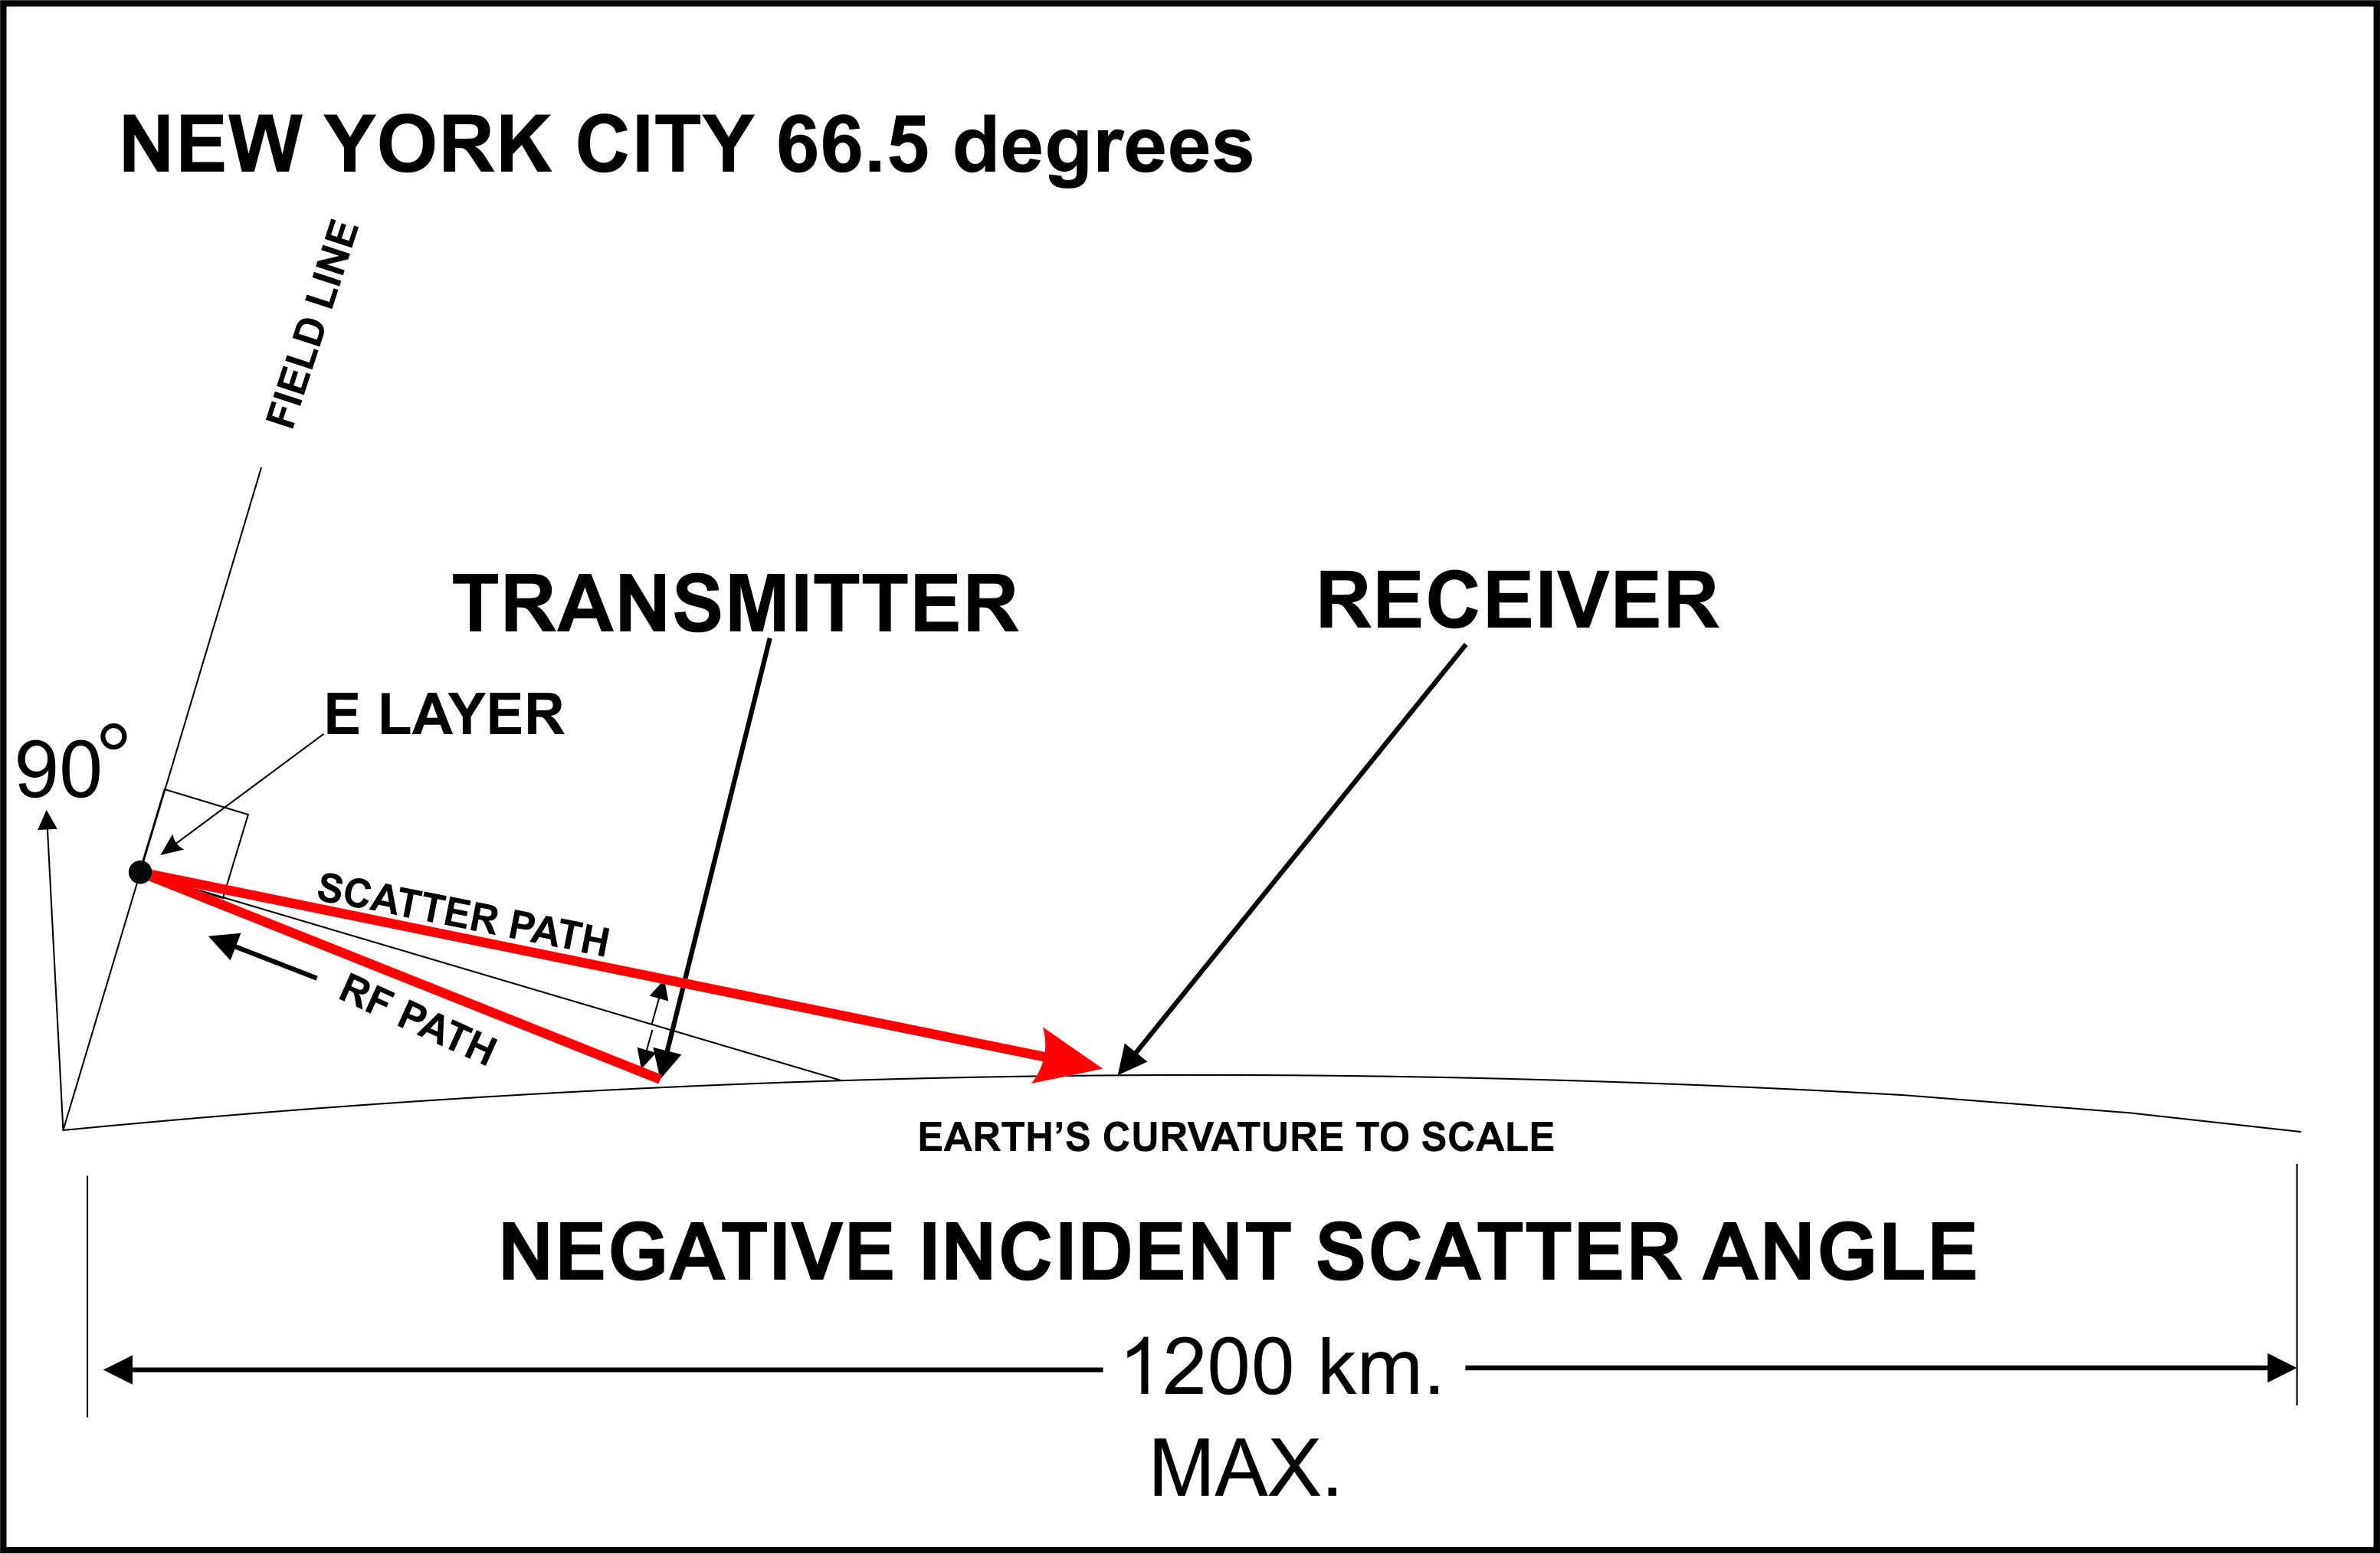 NEW YORK CITY 66.5 degrees
FIELD LINE
TRANSMITTER
RECEIVER
E LAYER
90°
SCATTER PATH
RF PATH
EARTH'S CURVATURE TO SCALE
NEGATIVE INCIDENT SCATTER ANGLE
1200 km.
MAX.